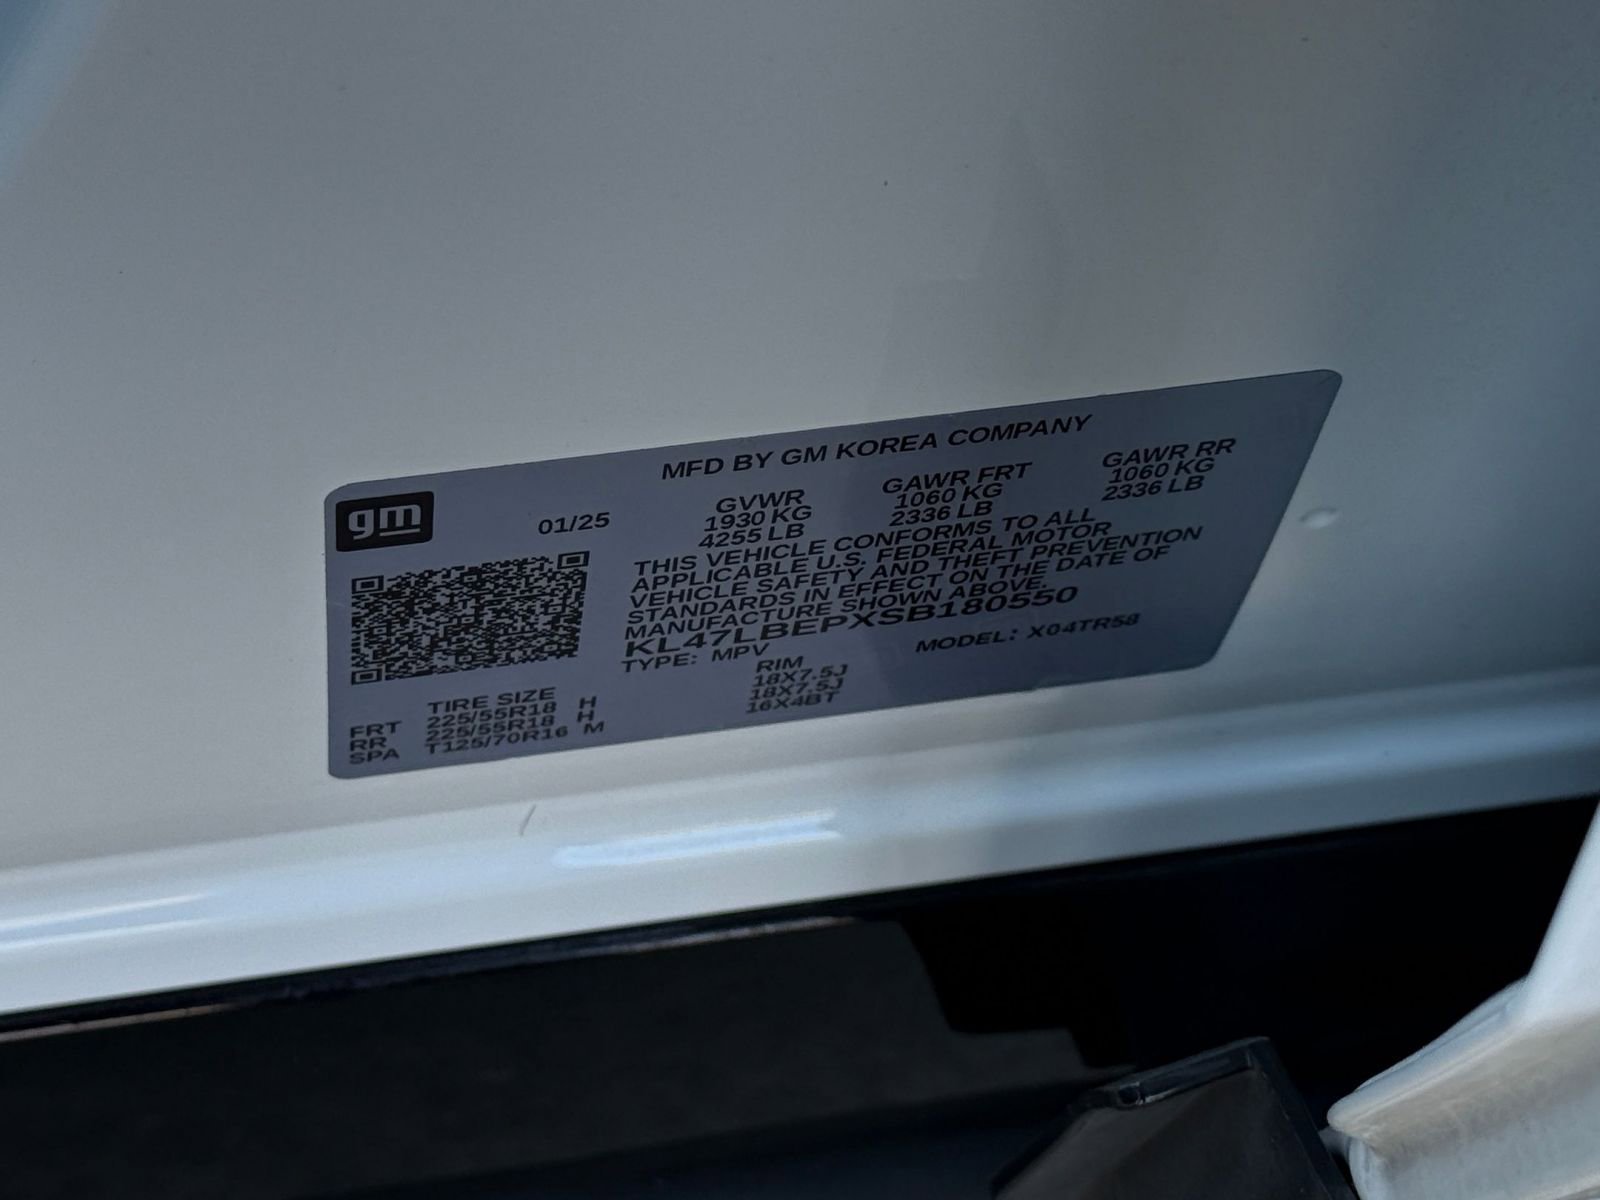 MFD BY GM KOREA COMPANY
gm
01/25
GVWR GAWR FRT GAWR RR
1930 KG 1060 KG 1060 KG
4255 LB 2336 LB 2336 LB
THIS VEHICLE CONFORMS TO ALL
APPLICABLE U.S. FEDERAL MOTOR
VEHICLE SAFETY AND THEFT PREVENTION
STANDARDS IN EFFECT ON THE DATE OF
MANUFACTURE SHOWN ABOVE.
KL47LBEPXSB180550
TYPE: MPV MODEL: X04TR58
TIRE SIZE RIM
FRT 225/55R18 H 18X7.5J
RR 225/55R18 H 18X7.5J
SPA T125/70R16 M 16X4BT